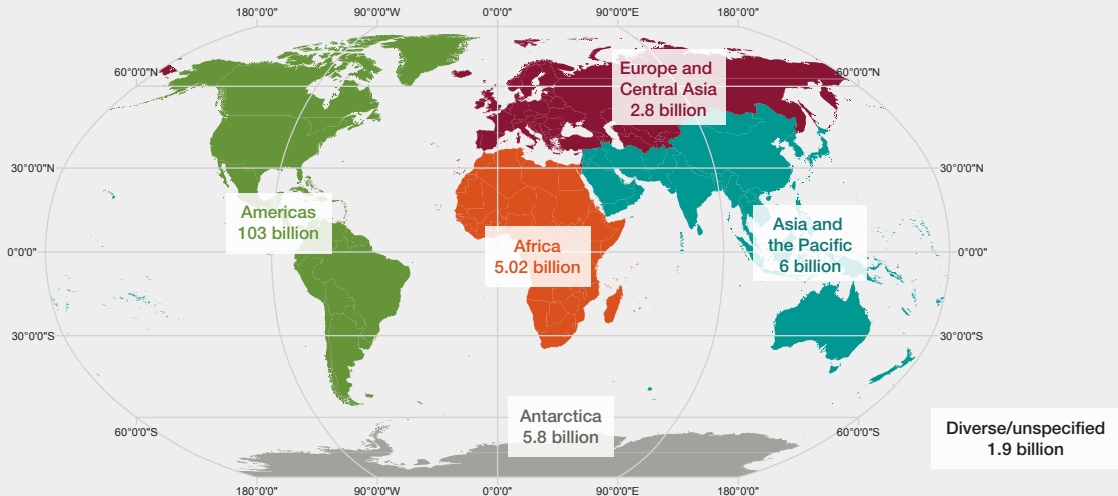 180°0'0" 90°0'0"W 0°0'0" 90°0'0"E 180°0'0"
60°0'0"N 60°0'0"N
Europe and
Central Asia
2.8 billion
30°0'0"N 30°0'0"N
Americas
103 billion
Asia and
the Pacific
6 billion
Africa
5.02 billion
0°0'0" 0°0'0"
30°0'0"S 30°0'0"S
Antarctica
5.8 billion
60°0'0"S 60°0'0"S
Diverse/unspecified
1.9 billion
180°0'0" 90°0'0"W 0°0'0" 90°0'0"E 180°0'0"